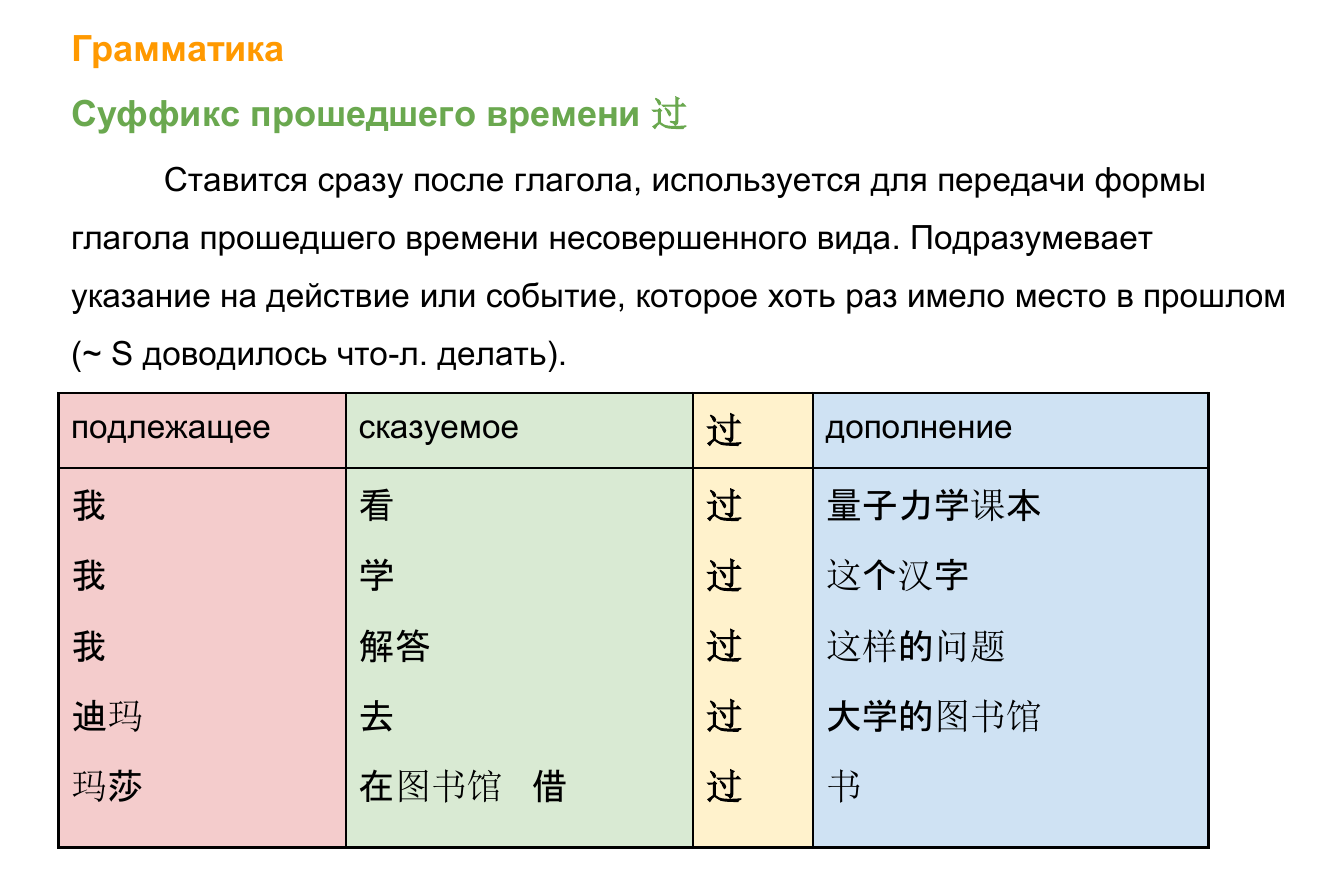 Грамматика
Суффикс прошедшего времени 过
Ставится сразу после глагола, используется для передачи формы
глагола прошедшего времени несовершенного вида. Подразумевает
указание на действие или событие, которое хоть раз имело место в прошлом
(~ S доводилось что-л. делать).
подлежащее сказуемое 过 дополнение
我 看 过 量子力学课本
我 学 过 这个汉字
我 解答 过 这样的问题
迪玛 去 过 大学的图书馆
玛莎 在图书馆 借 过 书